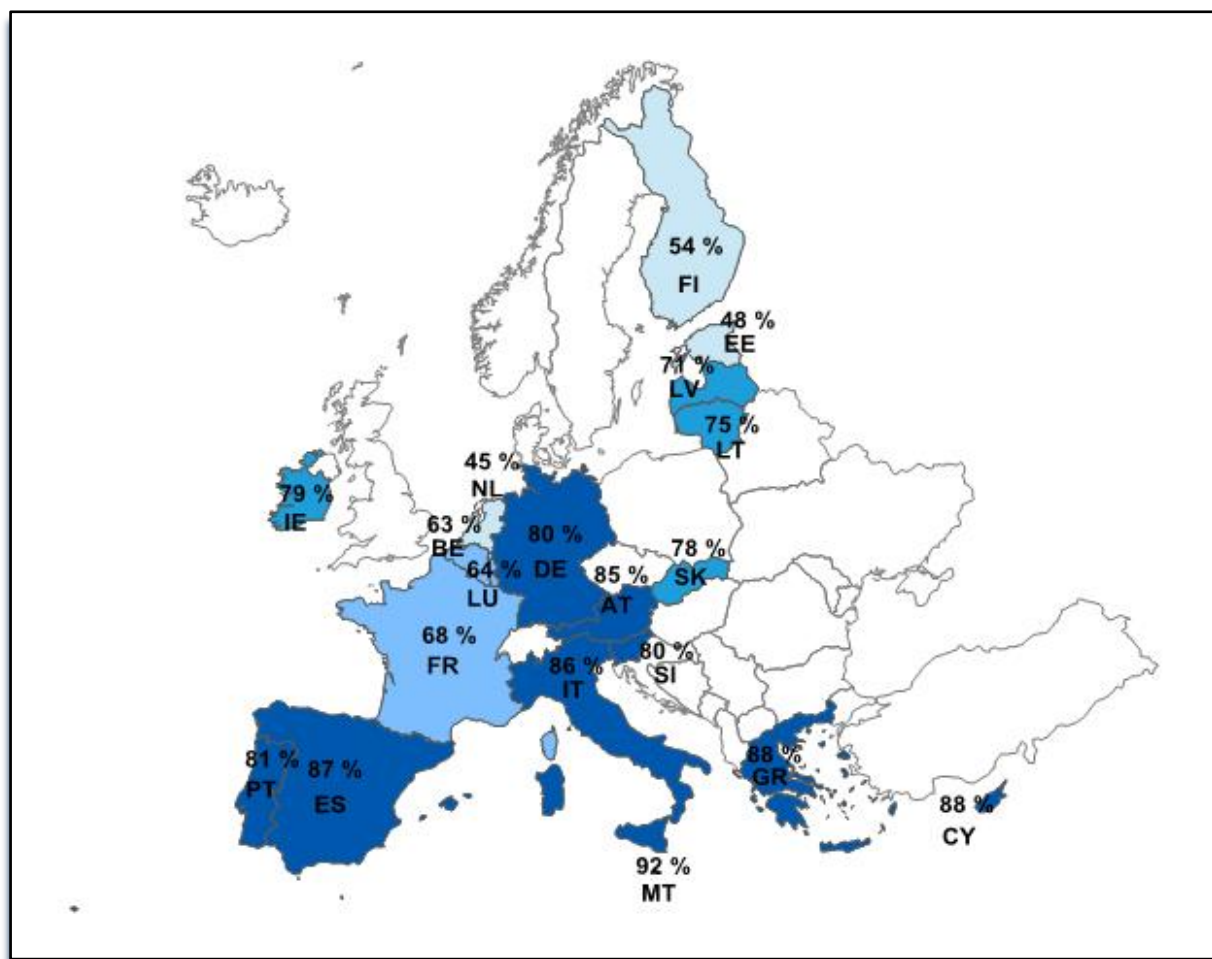 54 %
FI
48 %
EE
71 %
LV
75 %
LT
45 %
NL
79 %
IE
63 %
BE
80 %
DE
64 %
LU
78 %
SK
85 %
AT
68 %
FR
80 %
SI
86 %
IT
81 %
PT
87 %
ES
88 %
GR
88 %
CY
92 %
MT